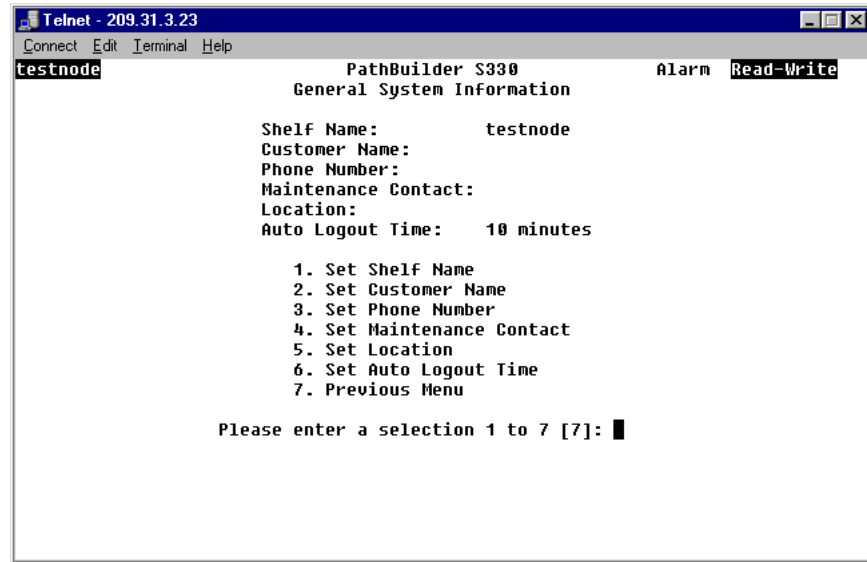 Telnet - 209.31.3.23
Connect Edit Terminal Help
testnode PathBuilder S330 Alarm Read-Write
General System Information
Shelf Name: testnode
Customer Name:
Phone Number:
Maintenance Contact:
Location:
Auto Logout Time: 10 minutes
1. Set Shelf Name
2. Set Customer Name
3. Set Phone Number
4. Set Maintenance Contact
5. Set Location
6. Set Auto Logout Time
7. Previous Menu
Please enter a selection 1 to 7 [7]: